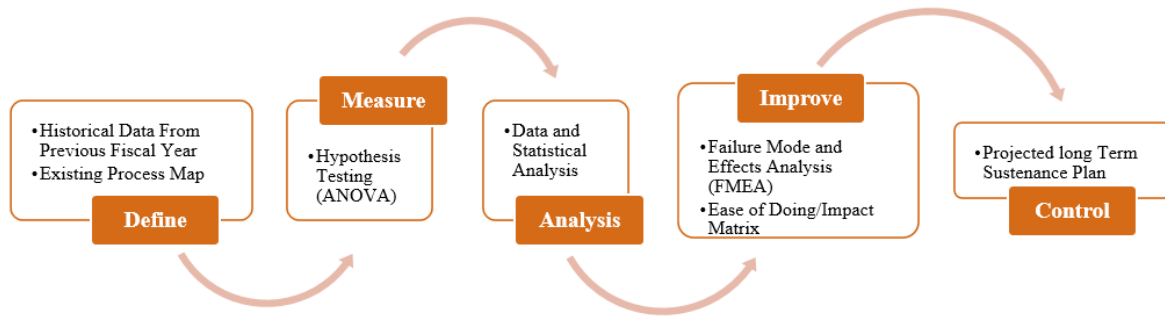 •Historical Data From
Previous Fiscal Year
•Existing Process Map
Define
Measure
•Hypothesis
Testing
(ANOVA)
•Data and
Statistical
Analysis
Analysis
Improve
•Failure Mode and
Effects Analysis
(FMEA)
•Ease of Doing/Impact
Matrix
•Projected long Term
Sustenance Plan
Control